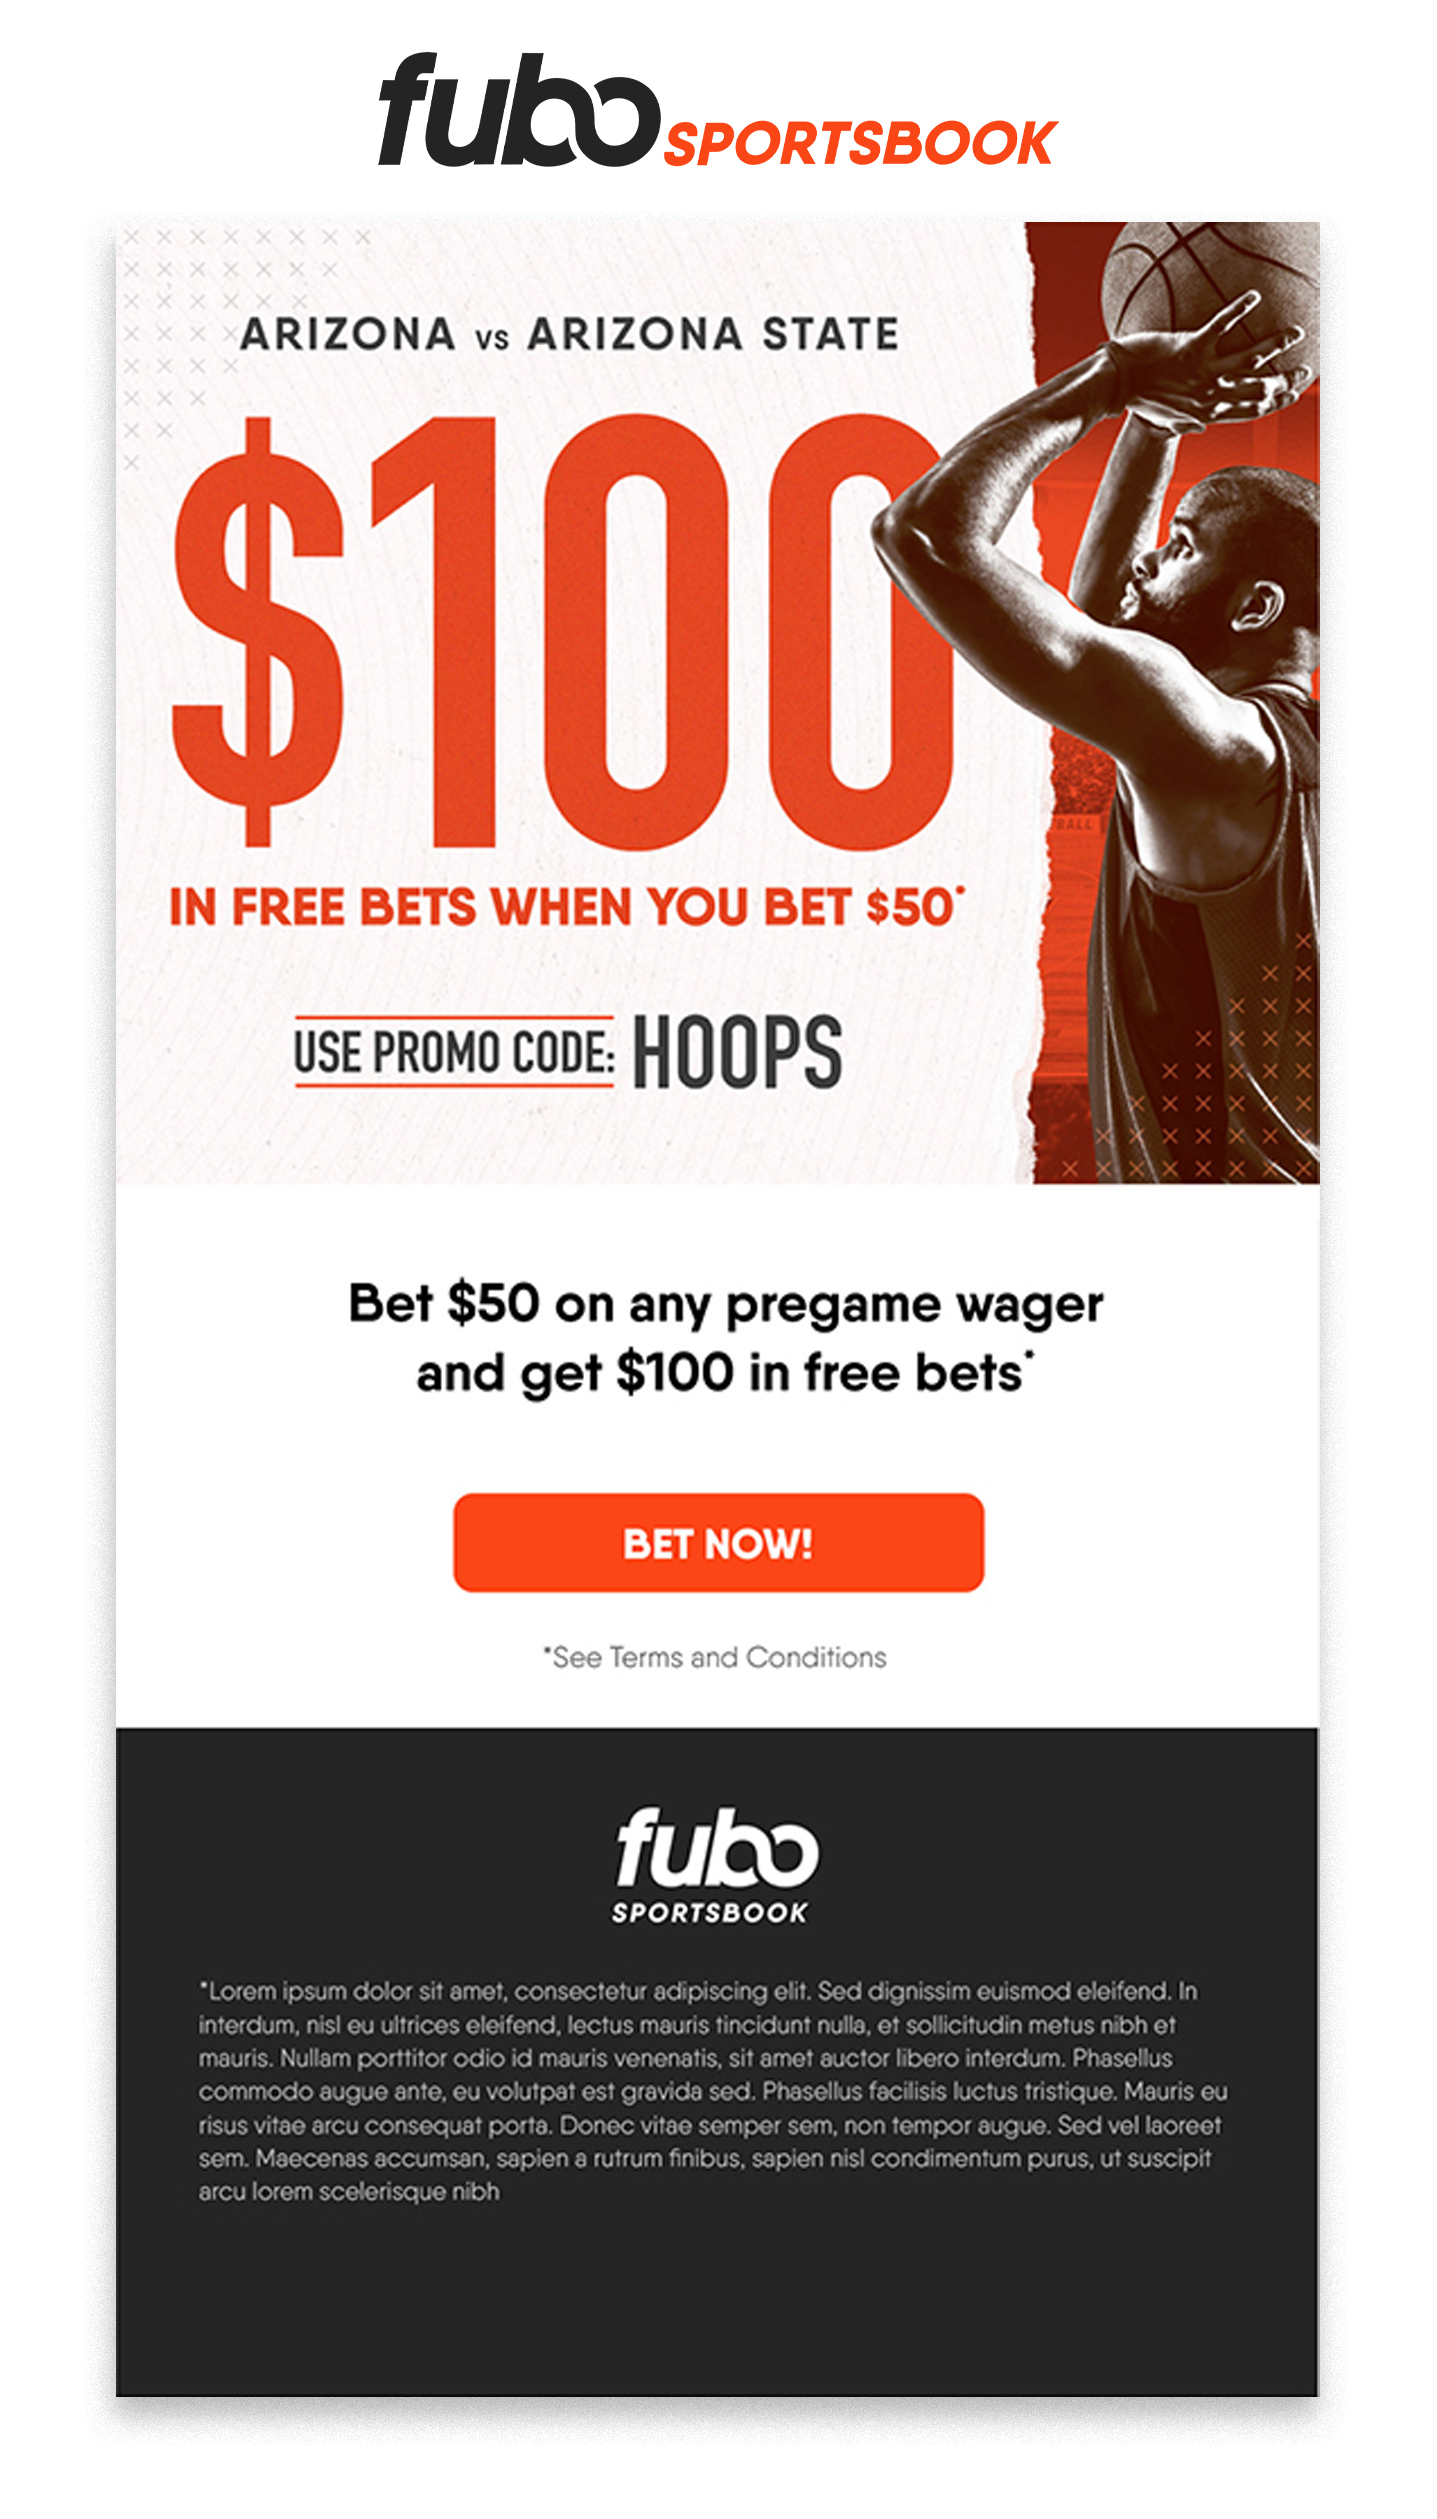 fubo SPORTSBOOK
ARIZONA vs ARIZONA STATE
$100
IN FREE BETS WHEN YOU BET $50*
USE PROMO CODE: HOOPS
BALL
Bet $50 on any pregame wager
and get $100 in free bets*
BET NOW!
*See Terms and Conditions
fubo
SPORTSBOOK
*Lorem ipsum dolor sit amet, consectetur adipiscing elit. Sed dignissim euismod eleifend. In
interdum, nisl eu ultrices eleifend, lectus mauris tincidunt nulla, et sollicitudin metus nibh et
mauris. Nullam porttitor odio id mauris venenatis, sit amet auctor libero interdum. Phasellus
commodo augue ante, eu volutpat est gravida sed. Phasellus facilisis luctus tristique. Mauris eu
risus vitae arcu consequat porta. Donec vitae semper sem, non tempor augue. Sed vel laoreet
sem. Maecenas accumsan, sapien a rutrum finibus, sapien nisl condimentum purus, ut suscipit
arcu lorem scelerisque nibh